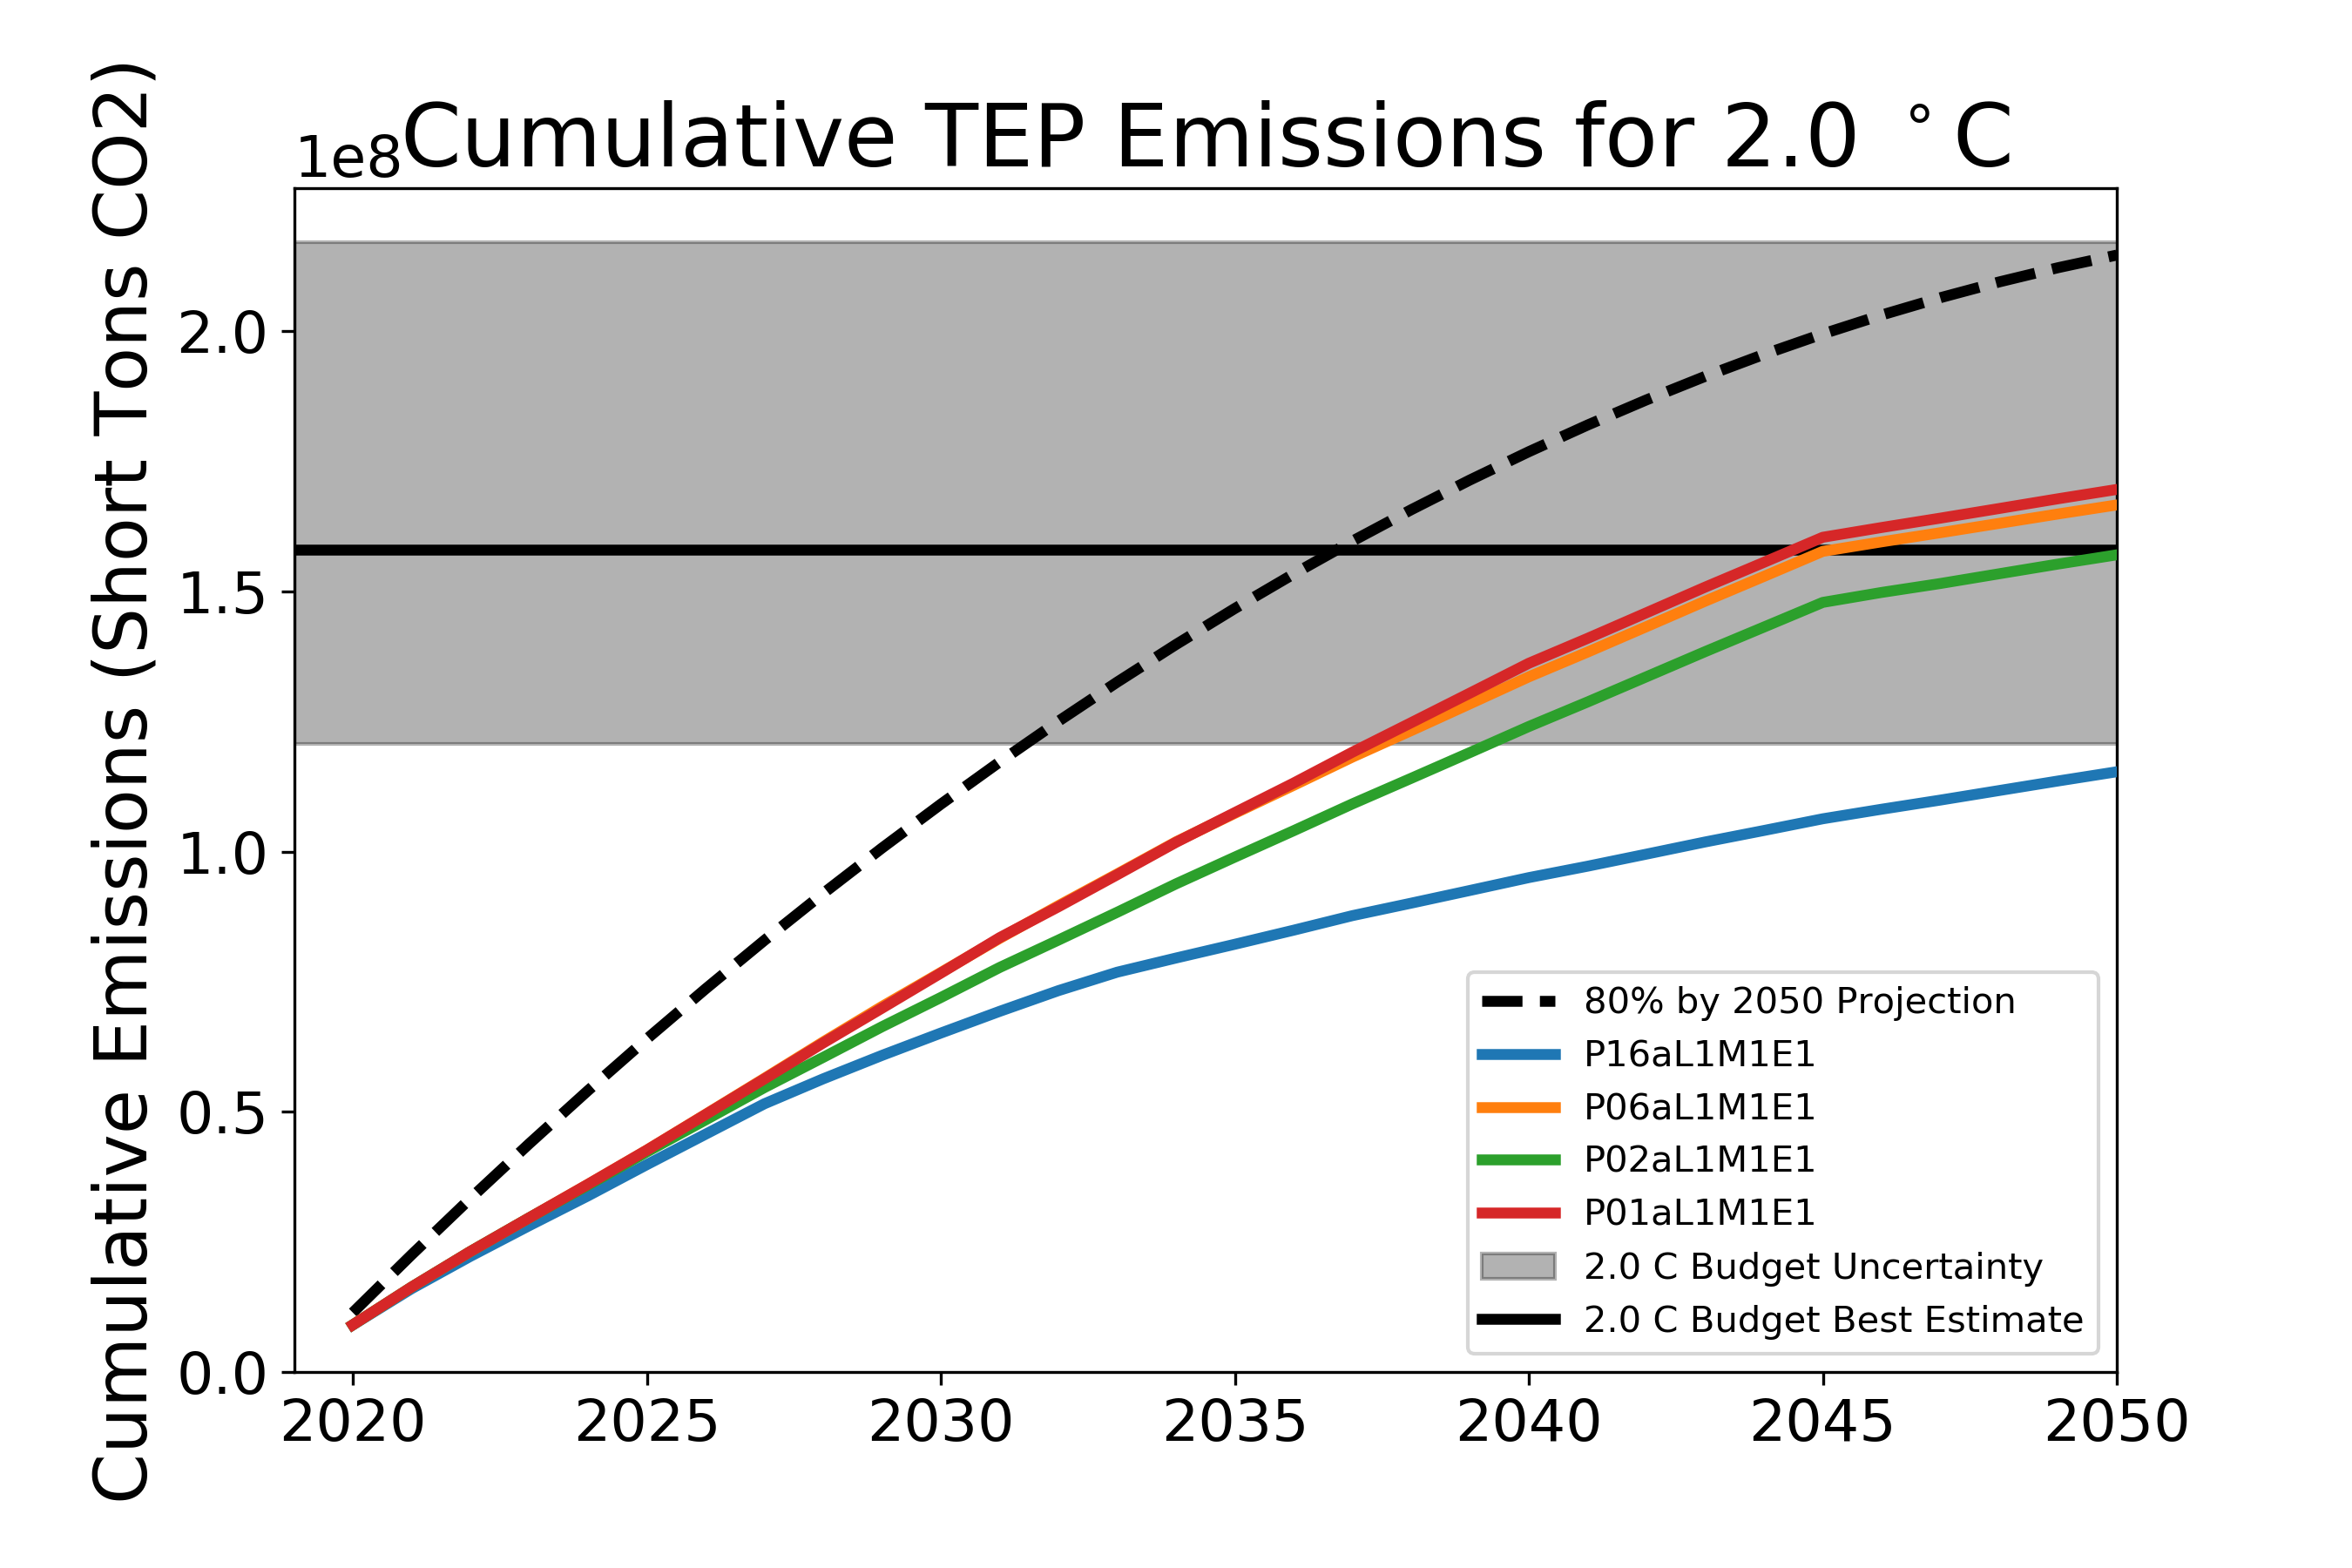 Cumulative TEP Emissions for 2.0 °C
1e8
Cumulative Emissions (Short Tons CO2)
2.0
1.5
1.0
0.5
0.0
2020 2025 2030 2035 2040 2045 2050
80% by 2050 Projection
P16aL1M1E1
P06aL1M1E1
P02aL1M1E1
P01aL1M1E1
2.0 C Budget Uncertainty
2.0 C Budget Best Estimate